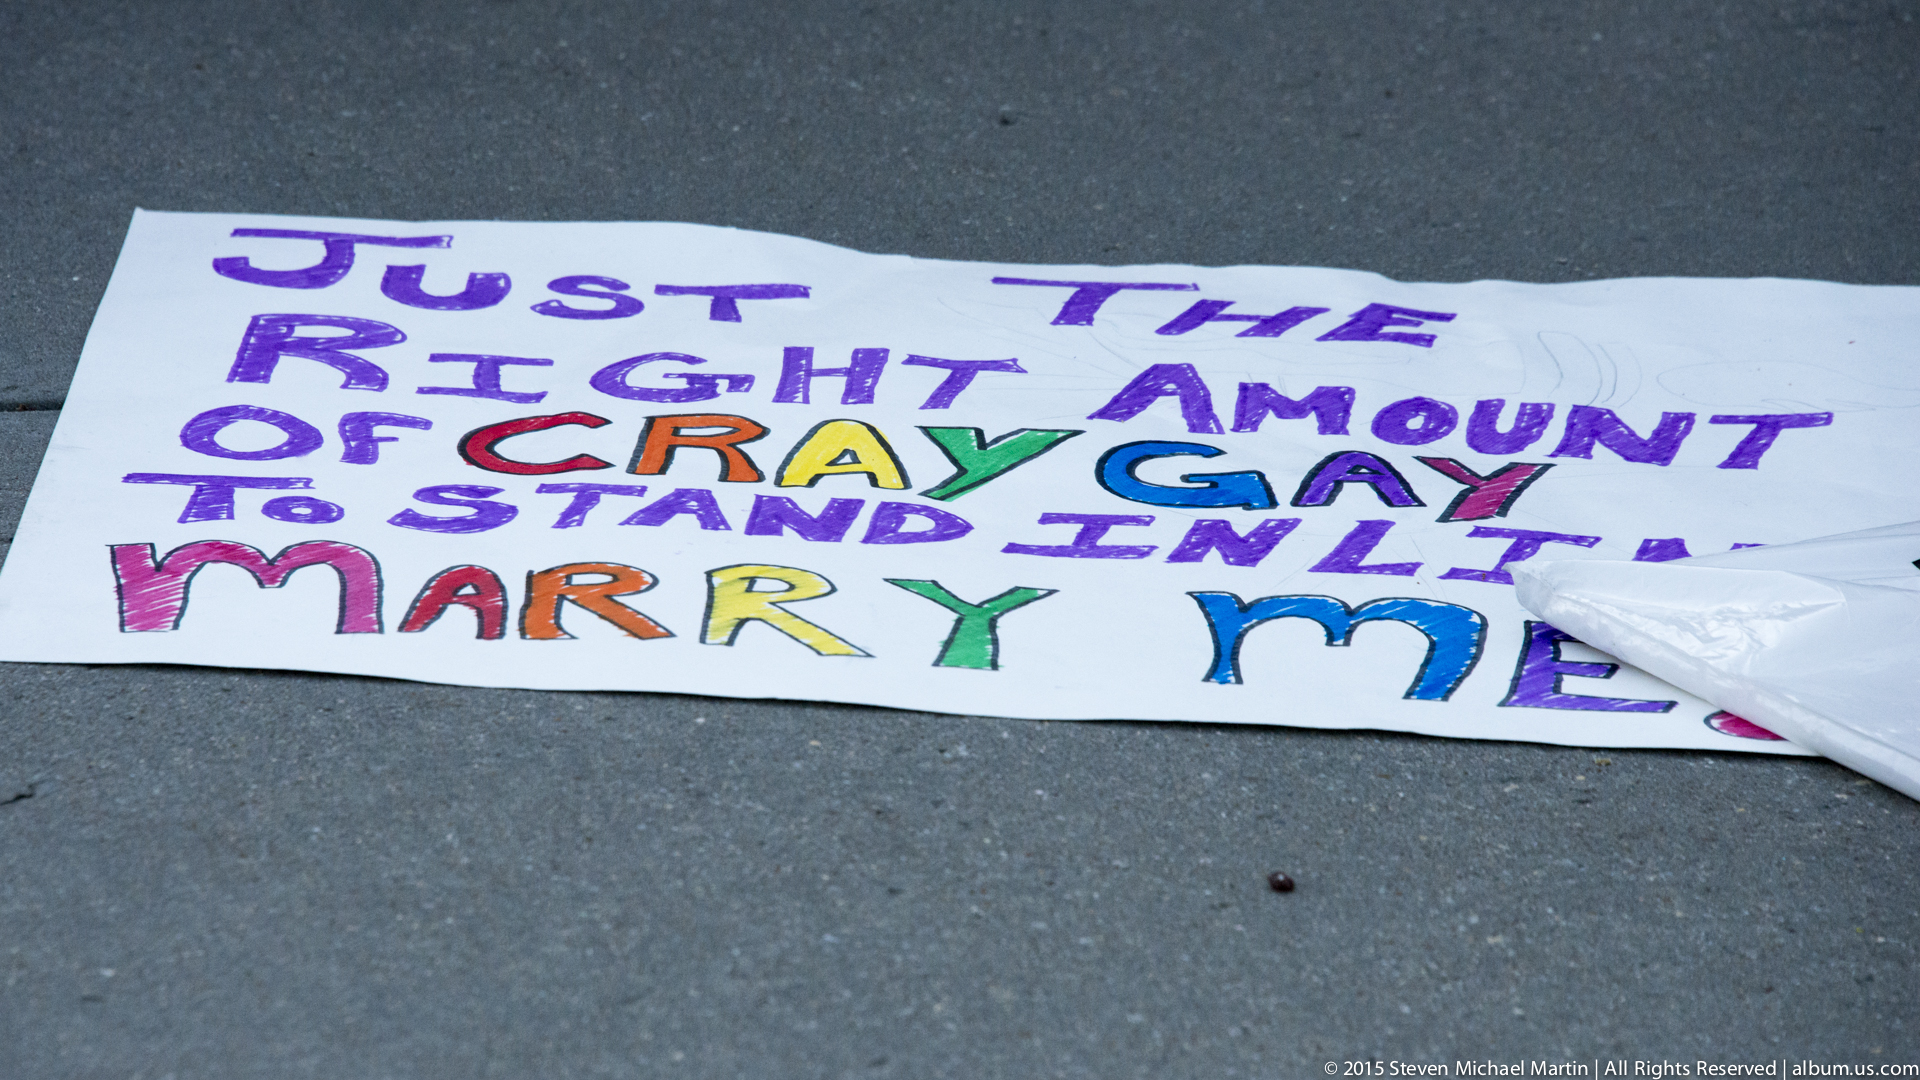 JUST THE
RIGHT AMOUNT
OF CRAY GAY
TO STAND IN
MARRY ME
© 2015 Steven Michael Martin | All Rights Reserved | album.us.com